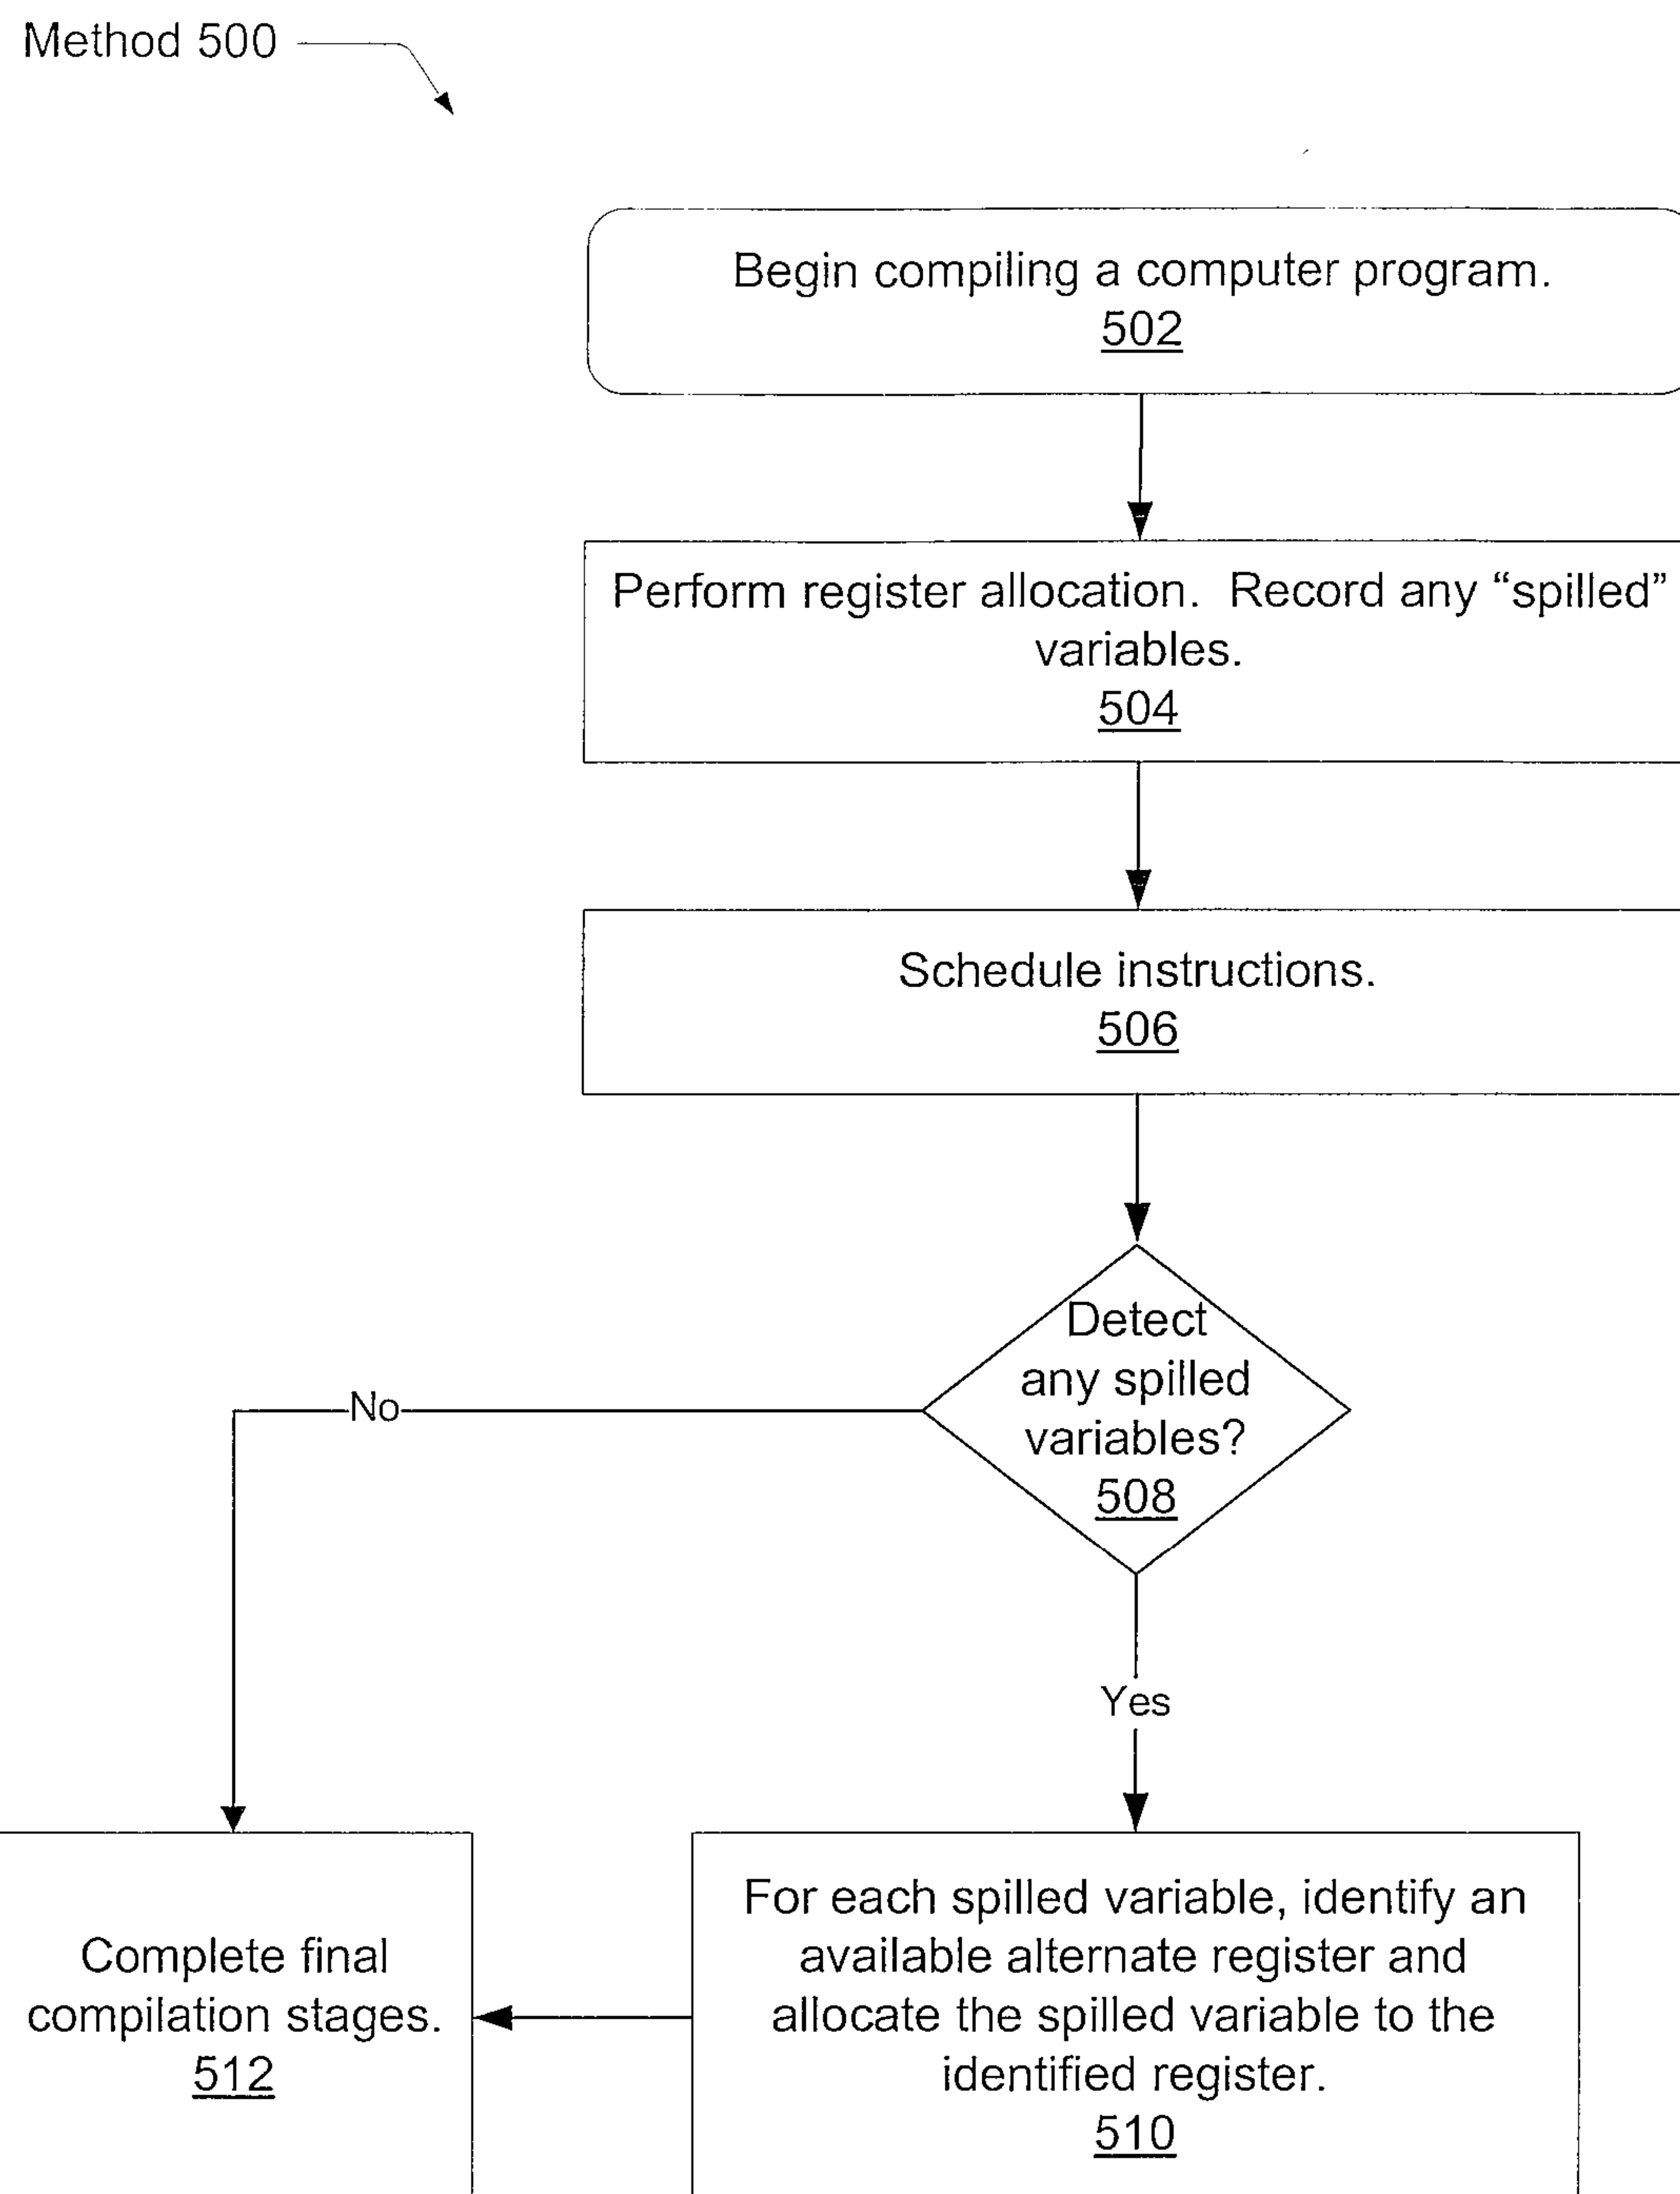 Method 500
Begin compiling a computer program.
502
Perform register allocation.  Record any “spilled”
variables.
504
Schedule instructions.
506
Detect
any spilled
variables?
508
No
Yes
For each spilled variable, identify an
available alternate register and
allocate the spilled variable to the
identified register.
510
Complete final
compilation stages.
512